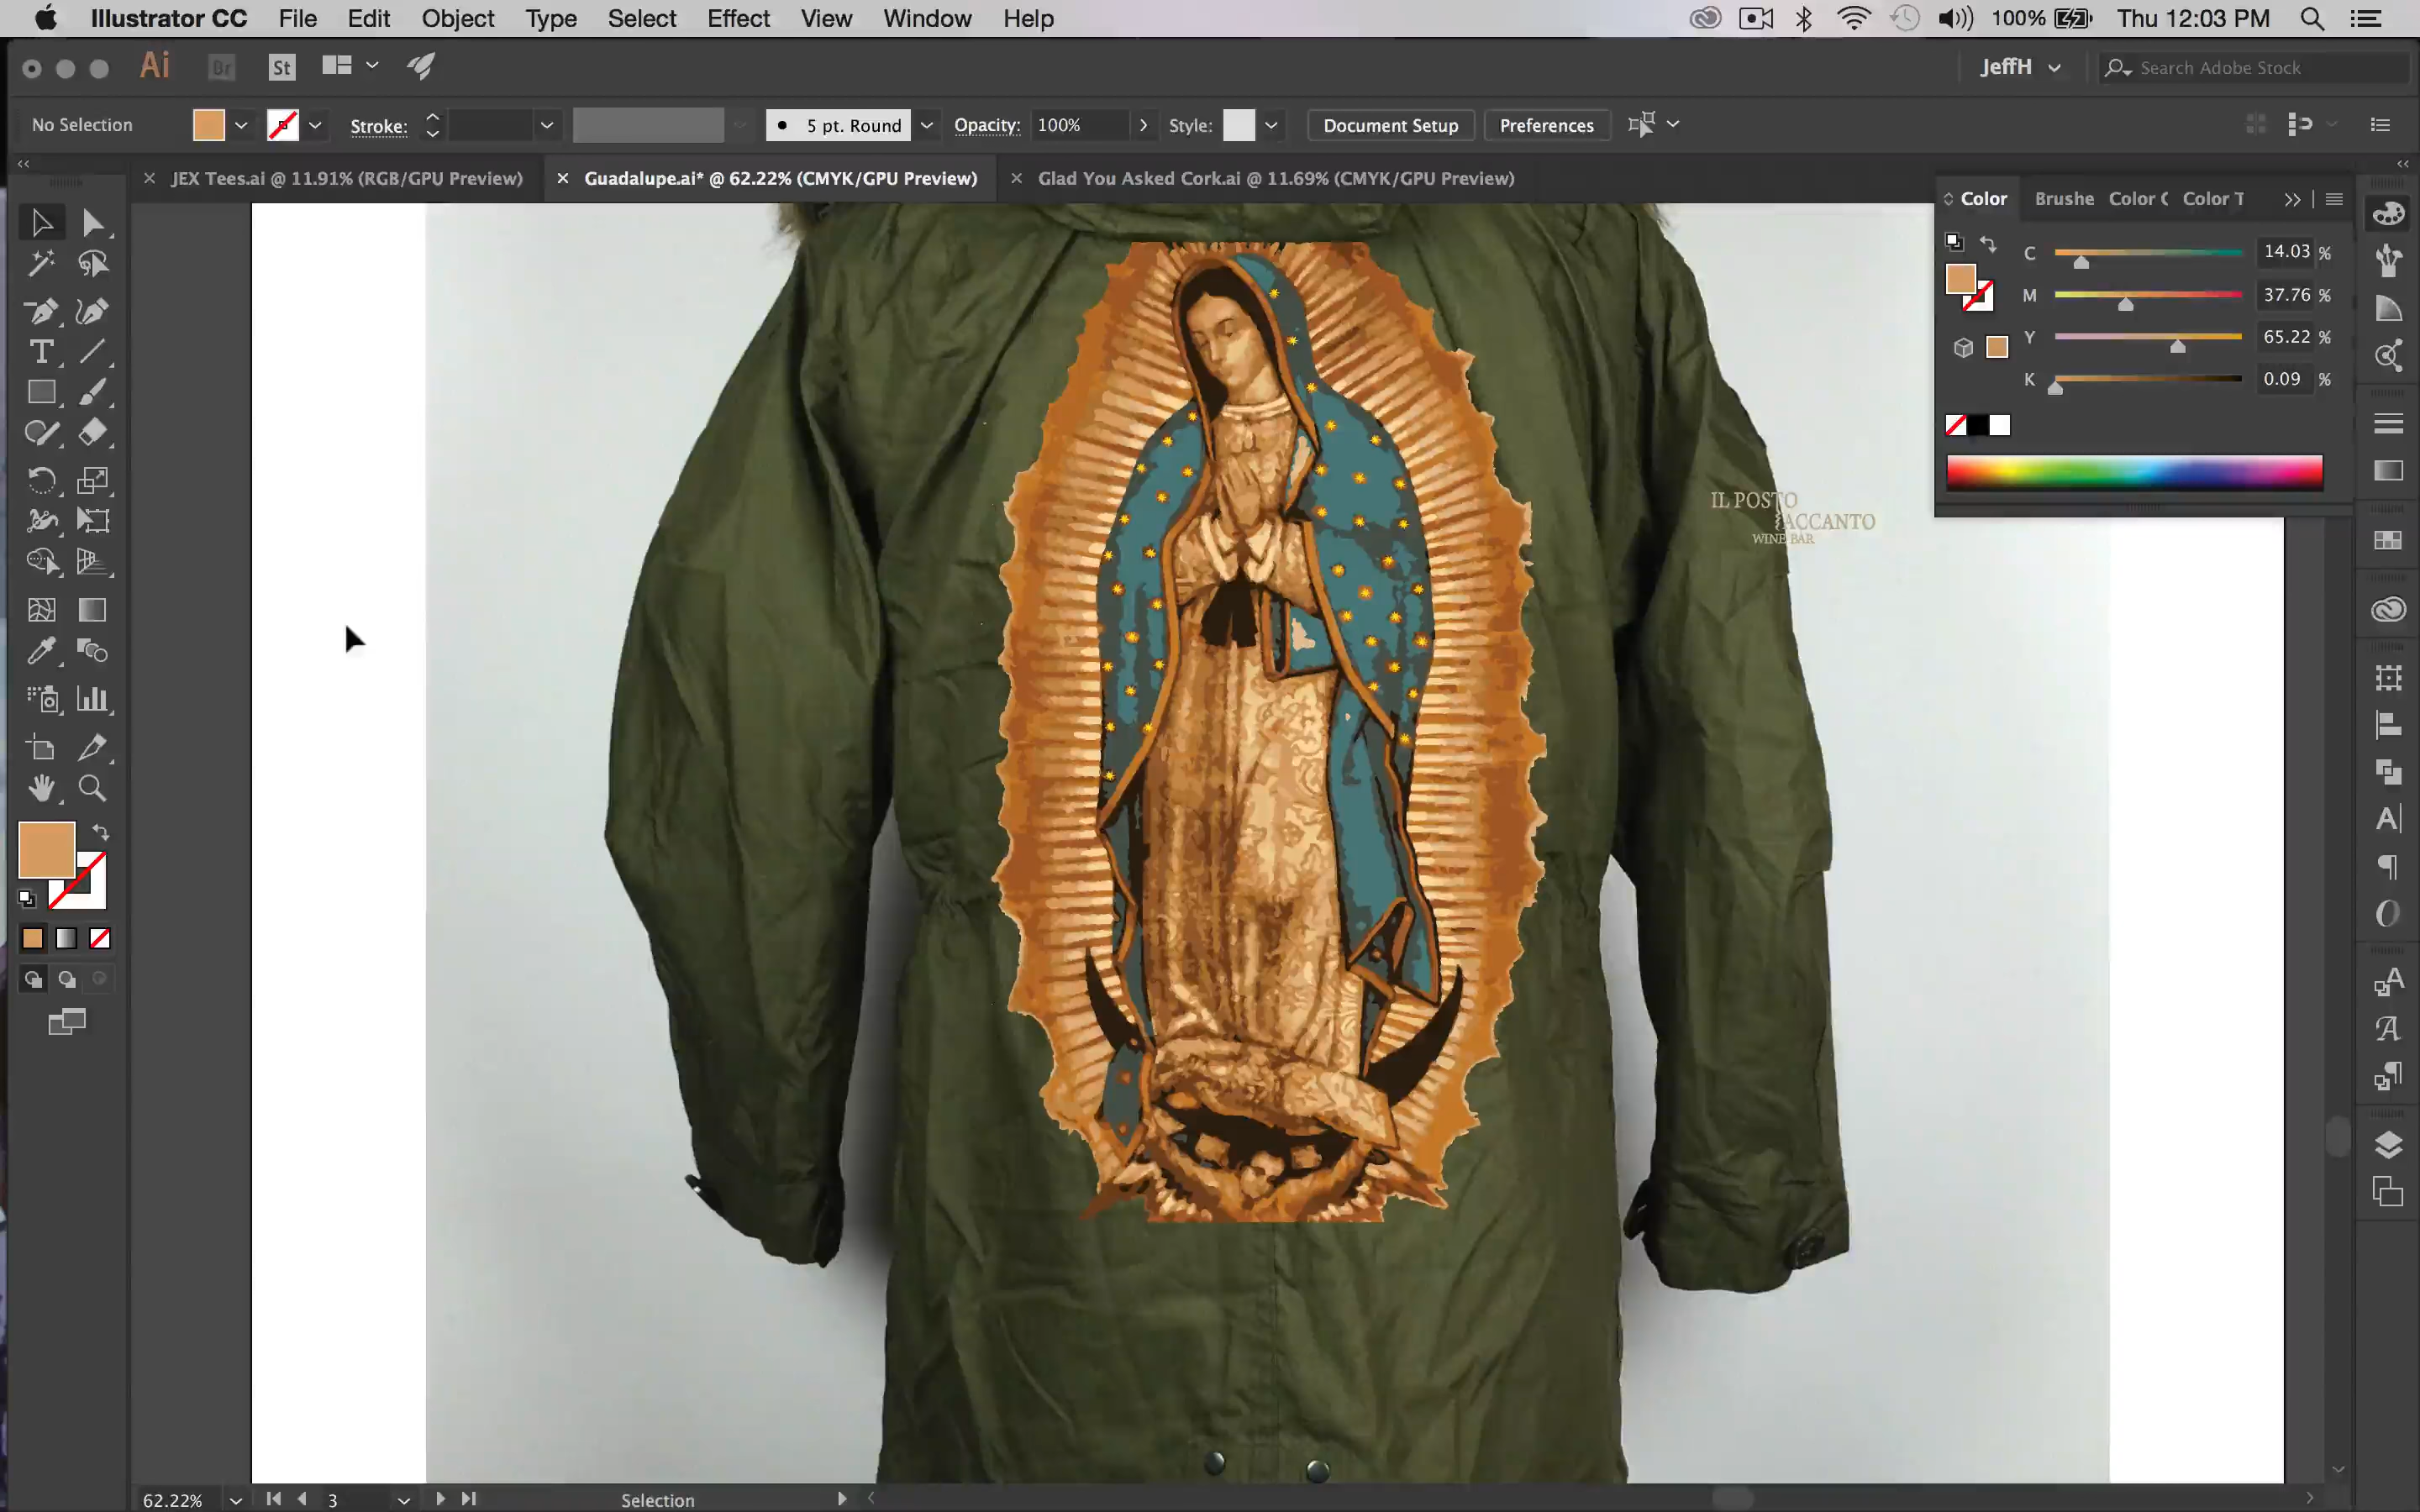 Illustrator CC File Edit Object Type Select Effect View Window Help 100% Thu 12:03 PM
Ai Br St JeffH Search Adobe Stock
No Selection Stroke: 5 pt. Round Opacity: 100% Style: Document Setup Preferences
JEX Tees.ai @ 11.91% (RGB/GPU Preview) Guadalupe.ai* @ 62.22% (CMYK/GPU Preview) Glad You Asked Cork.ai @ 11.69% (CMYK/GPU Preview)
Color Brushe Color C Color T
C 14.03 %
M 37.76 %
Y 65.22 %
K 0.09 %
IL POSTO
ACCANTO
WINE BAR
62.22% 3 Selection